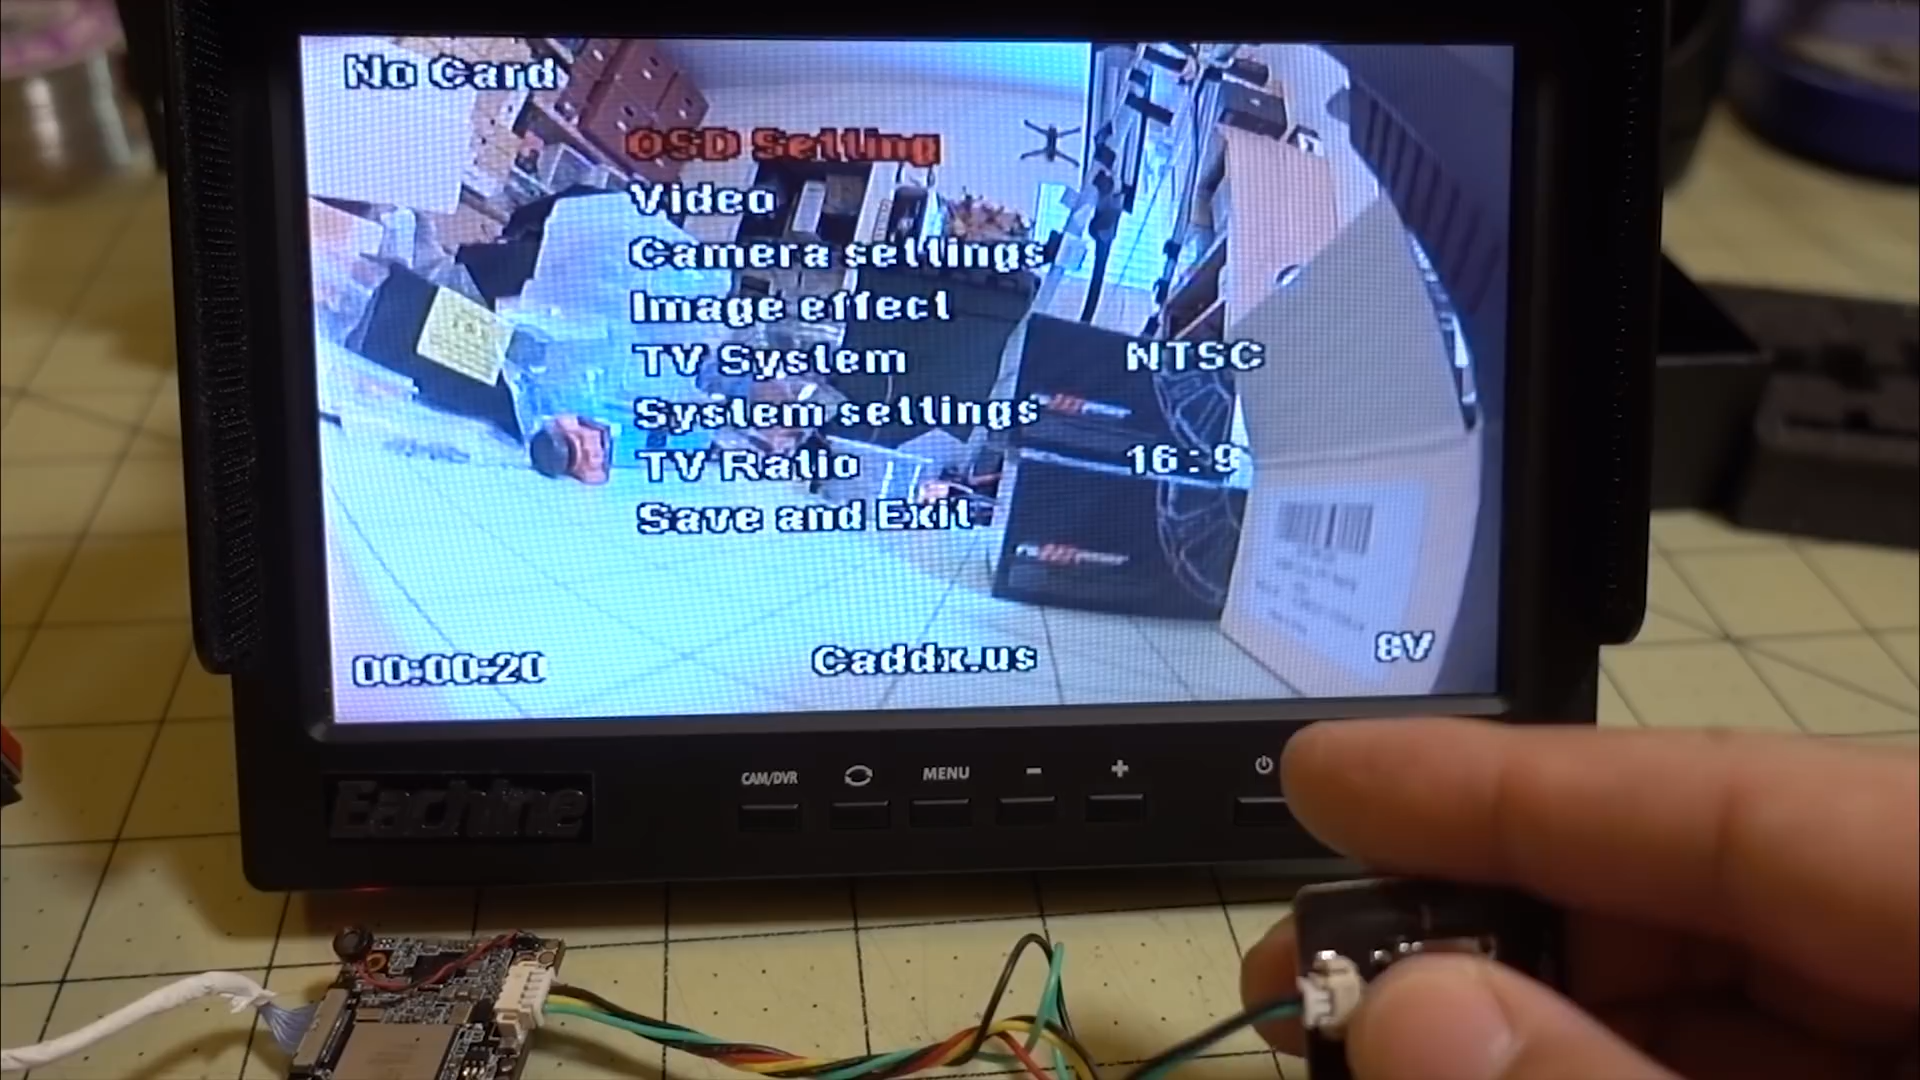 No Card
OSD Setting
Video
Camera settings
Image effect
TV System NTSC
System settings
TV Ratio 16:9
Save and Exit
00:00:20 Caddx.us 8V
CAM/DVR MENU - +
Eachine